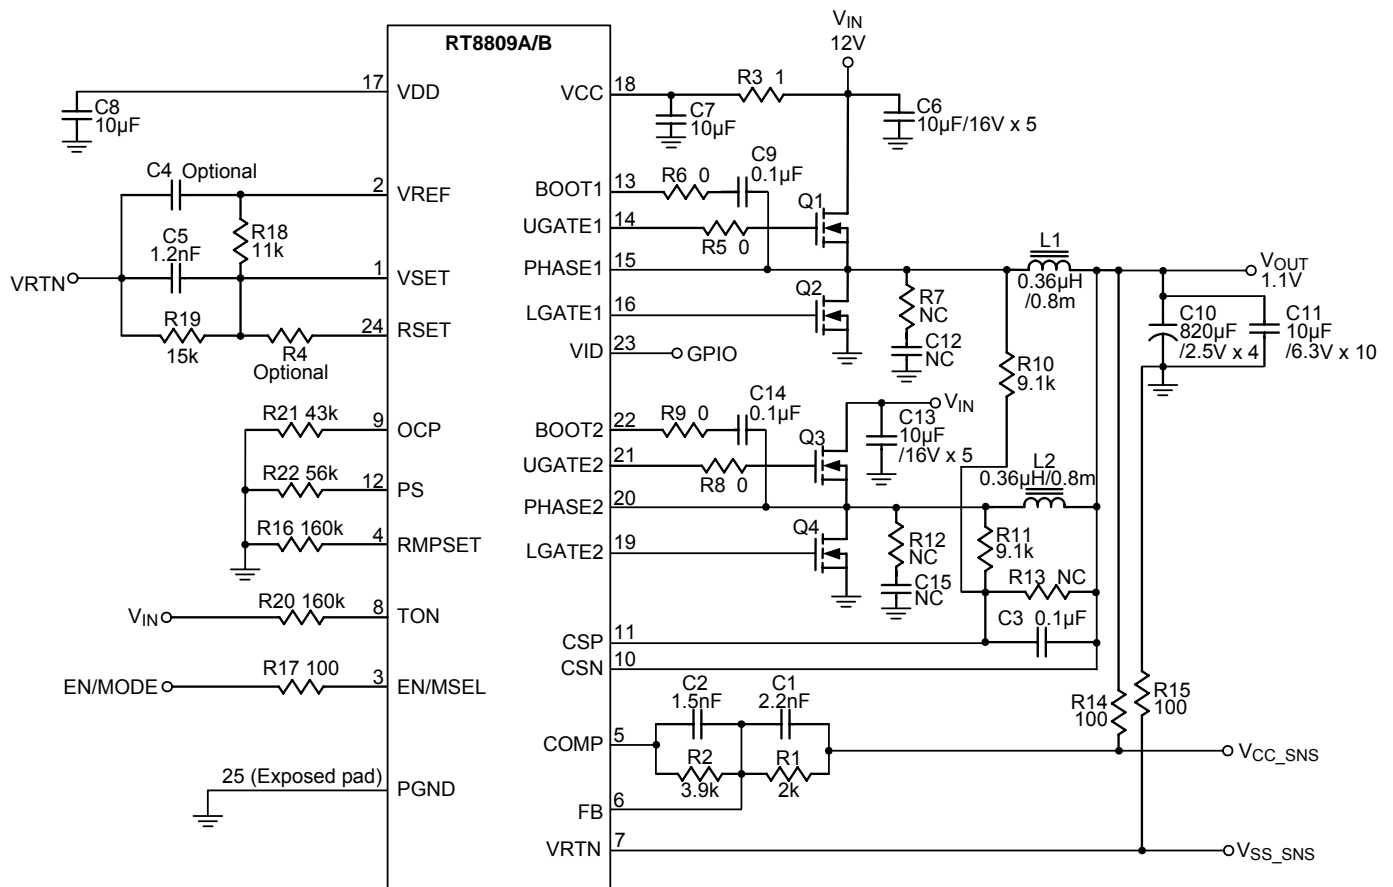 RT8809A/B
VIN
12V
17
VDD
C8
10µF
C4 Optional
2
VREF
R18
11k
C5
1.2nF
1
VSET
VRTN
R19
15k
R4
Optional
24
RSET
R21 43k
9
OCP
R22 56k
12
PS
R16 160k
4
RMPSET
VIN
R20 160k
8
TON
EN/MODE
R17 100
3
EN/MSEL
25 (Exposed pad)
PGND
VCC
18
R3 1
C7
10µF
C6
10µF/16V x 5
BOOT1
13
R6 0
C9
0.1µF
UGATE1
14
R5 0
Q1
PHASE1
15
L1
0.36µH
/0.8m
VOUT
1.1V
LGATE1
16
Q2
R7
NC
C12
NC
C10
820µF
/2.5V x 4
C11
10µF
/6.3V x 10
VID
23
GPIO
R10
9.1k
BOOT2
22
R9 0
C14
0.1µF
VIN
C13
10µF
/16V x 5
UGATE2
21
R8 0
Q3
L2
0.36µH/0.8m
PHASE2
20
LGATE2
19
Q4
R12
NC
C15
NC
R11
9.1k
R13 NC
C3 0.1µF
CSP
11
CSN
10
R14
100
R15
100
C2
1.5nF
C1
2.2nF
COMP
5
R2
3.9k
R1
2k
VCC_SNS
FB
6
VRTN
7
VSS_SNS